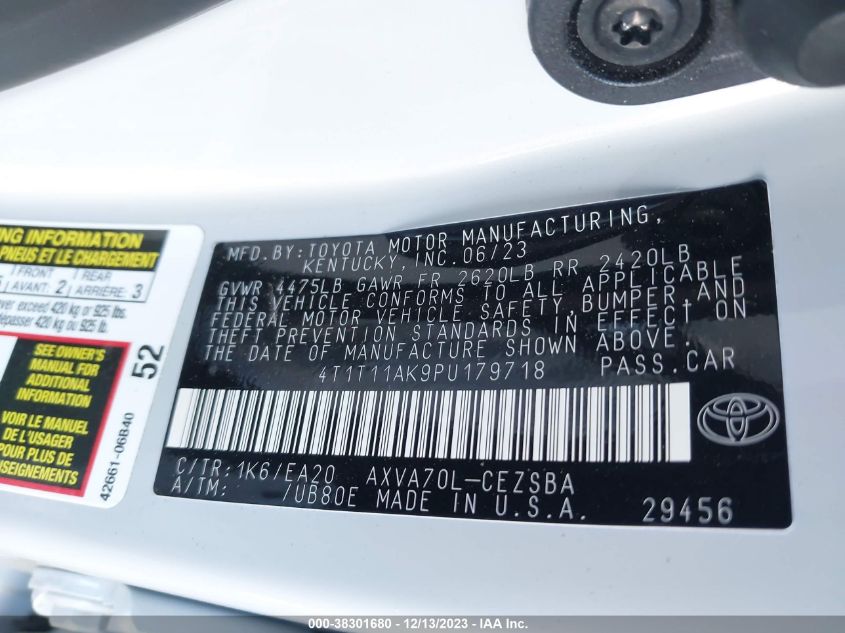 NG INFORMATION
PNEUS ET LE CHARGEMENT
FRONT
AVANT: 2
REAR
ARRIÈRE: 3
ver exceed 420 kg or 925 lbs.
épasser 420 kg ou 925 lb.
SEE OWNER'S
MANUAL FOR
ADDITIONAL
INFORMATION
VOIR LE MANUEL
DE L'USAGER
POUR PLUS DE
RENSEIGNEMENTS
52
42661-06B40
MFD. BY: TOYOTA MOTOR MANUFACTURING,
KENTUCKY, INC. 06/23
GVWR 4475LB GAWR FR 2620LB RR 2420LB
THIS VEHICLE CONFORMS TO ALL APPLICABLE
FEDERAL MOTOR VEHICLE SAFETY, BUMPER, AND
THEFT PREVENTION STANDARDS IN EFFECT ON
THE DATE OF MANUFACTURE SHOWN ABOVE.
4T1T11AK9PU179718 PASS. CAR
C/TR: 1K6/EA20 AXVA70L-CEZSBA
A/TM: /UB80E MADE IN U.S.A.
29456
000-38301680 - 12/13/2023 - IAA Inc.